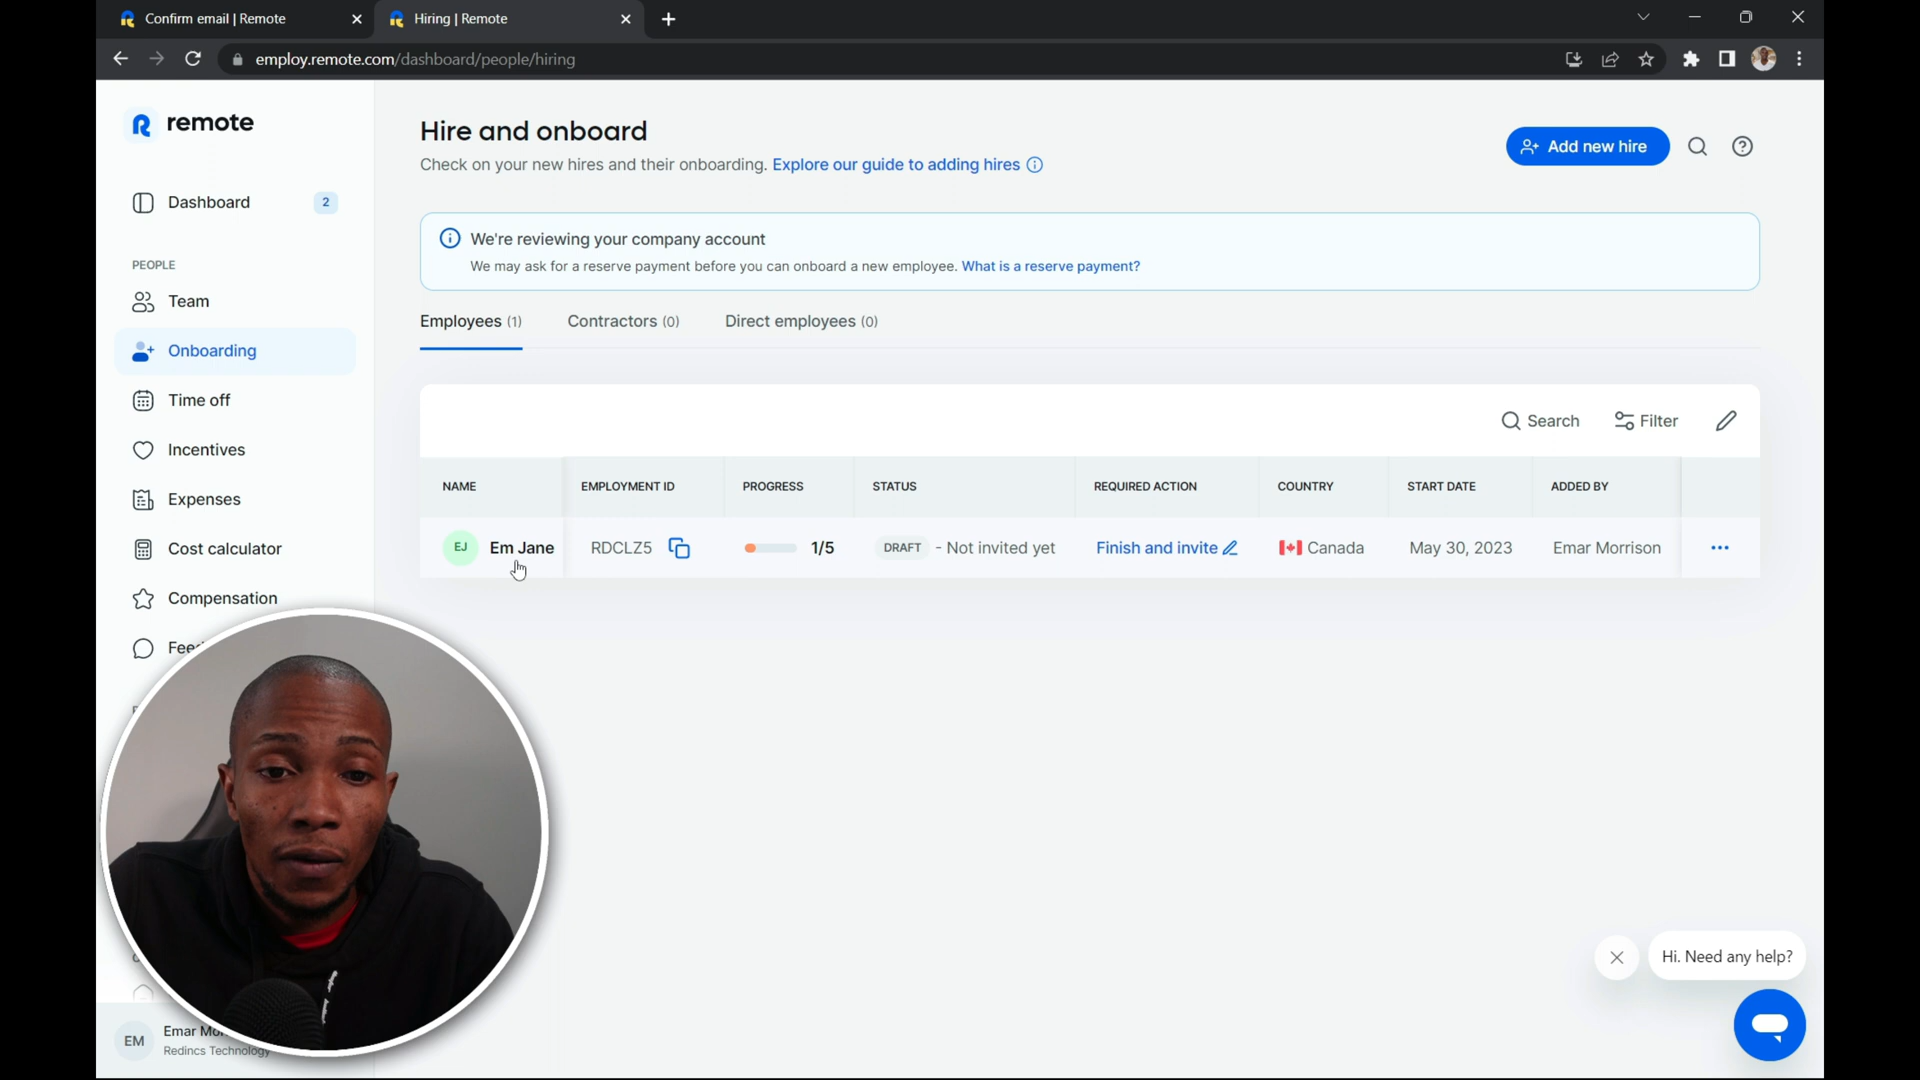 Confirm email | Remote
Hiring | Remote
employ.remote.com/dashboard/people/hiring
remote
Dashboard 2
PEOPLE
Team
Onboarding
Time off
Incentives
Expenses
Cost calculator
Compensation
EM
Emar
Redincs Technology
Hire and onboard
Check on your new hires and their onboarding. Explore our guide to adding hires
Add new hire
We're reviewing your company account
We may ask for a reserve payment before you can onboard a new employee. What is a reserve payment?
Employees (1) Contractors (0) Direct employees (0)
Search Filter
NAME EMPLOYMENT ID PROGRESS STATUS REQUIRED ACTION COUNTRY START DATE ADDED BY
EJ Em Jane RDCLZ5 1/5 DRAFT - Not invited yet Finish and invite Canada May 30, 2023 Emar Morrison
Hi. Need any help?